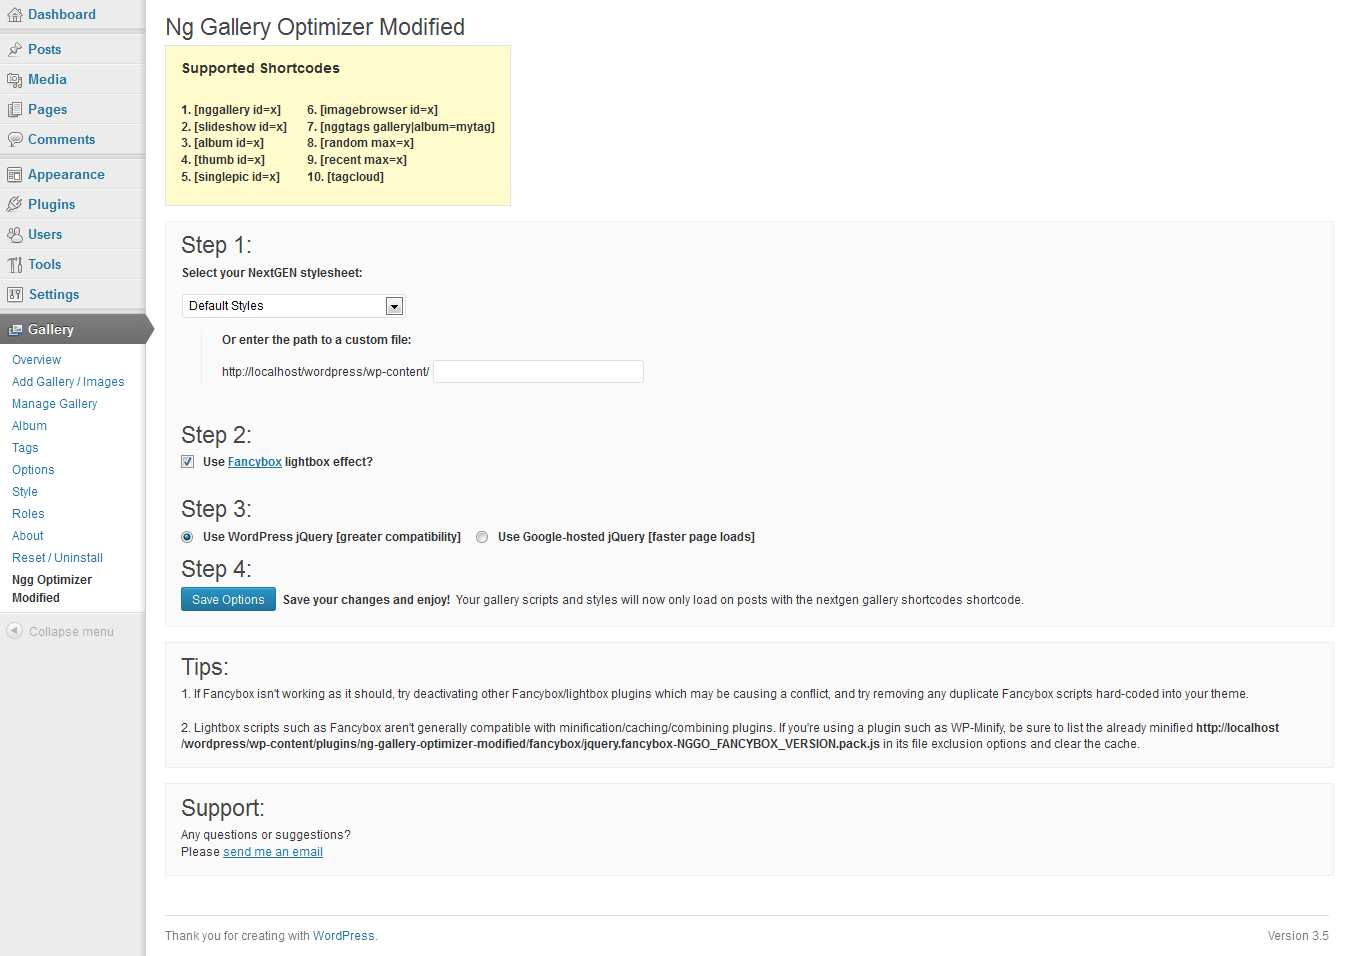 Dashboard
Posts
Media
Pages
Comments
Appearance
Plugins
Users
Tools
Settings
Gallery
Overview
Add Gallery / Images
Manage Gallery
Album
Tags
Options
Style
Roles
About
Reset / Uninstall
Ngg Optimizer
Modified
Collapse menu
Ng Gallery Optimizer Modified
Supported Shortcodes
1. [nggallery id=x]
2. [slideshow id=x]
3. [album id=x]
4. [thumb id=x]
5. [singlepic id=x]
6. [imagebrowser id=x]
7. [nggtags gallery|album=mytag]
8. [random max=x]
9. [recent max=x]
10. [tagcloud]
Step 1:
Select your NextGEN stylesheet:
Default Styles
Or enter the path to a custom file:
http://localhost/wordpress/wp-content/
Step 2:
Use Fancybox lightbox effect?
Step 3:
Use WordPress jQuery [greater compatibility] Use Google-hosted jQuery [faster page loads]
Step 4:
Save Options Save your changes and enjoy! Your gallery scripts and styles will now only load on posts with the nextgen gallery shortcodes shortcode.
Tips:
1. If Fancybox isn't working as it should, try deactivating other Fancybox/lightbox plugins which may be causing a conflict, and try removing any duplicate Fancybox scripts hard-coded into your theme.
2. Lightbox scripts such as Fancybox aren't generally compatible with minification/caching/combining plugins. If you're using a plugin such as WP-Minify, be sure to list the already minified http://localhost
/wordpress/wp-content/plugins/ng-gallery-optimizer-modified/fancybox/jquery.fancybox-NGGO_FANCYBOX_VERSION.pack.js in its file exclusion options and clear the cache.
Support:
Any questions or suggestions?
Please send me an email
Thank you for creating with WordPress.
Version 3.5